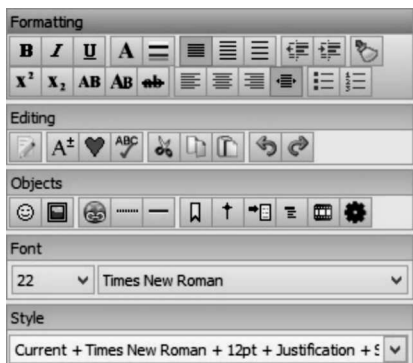 Formatting
B I U A
X² X₂ AB AB ab
Editing
A± ABC
Objects
Font
22 Times New Roman
Style
Current + Times New Roman + 12pt + Justification + S